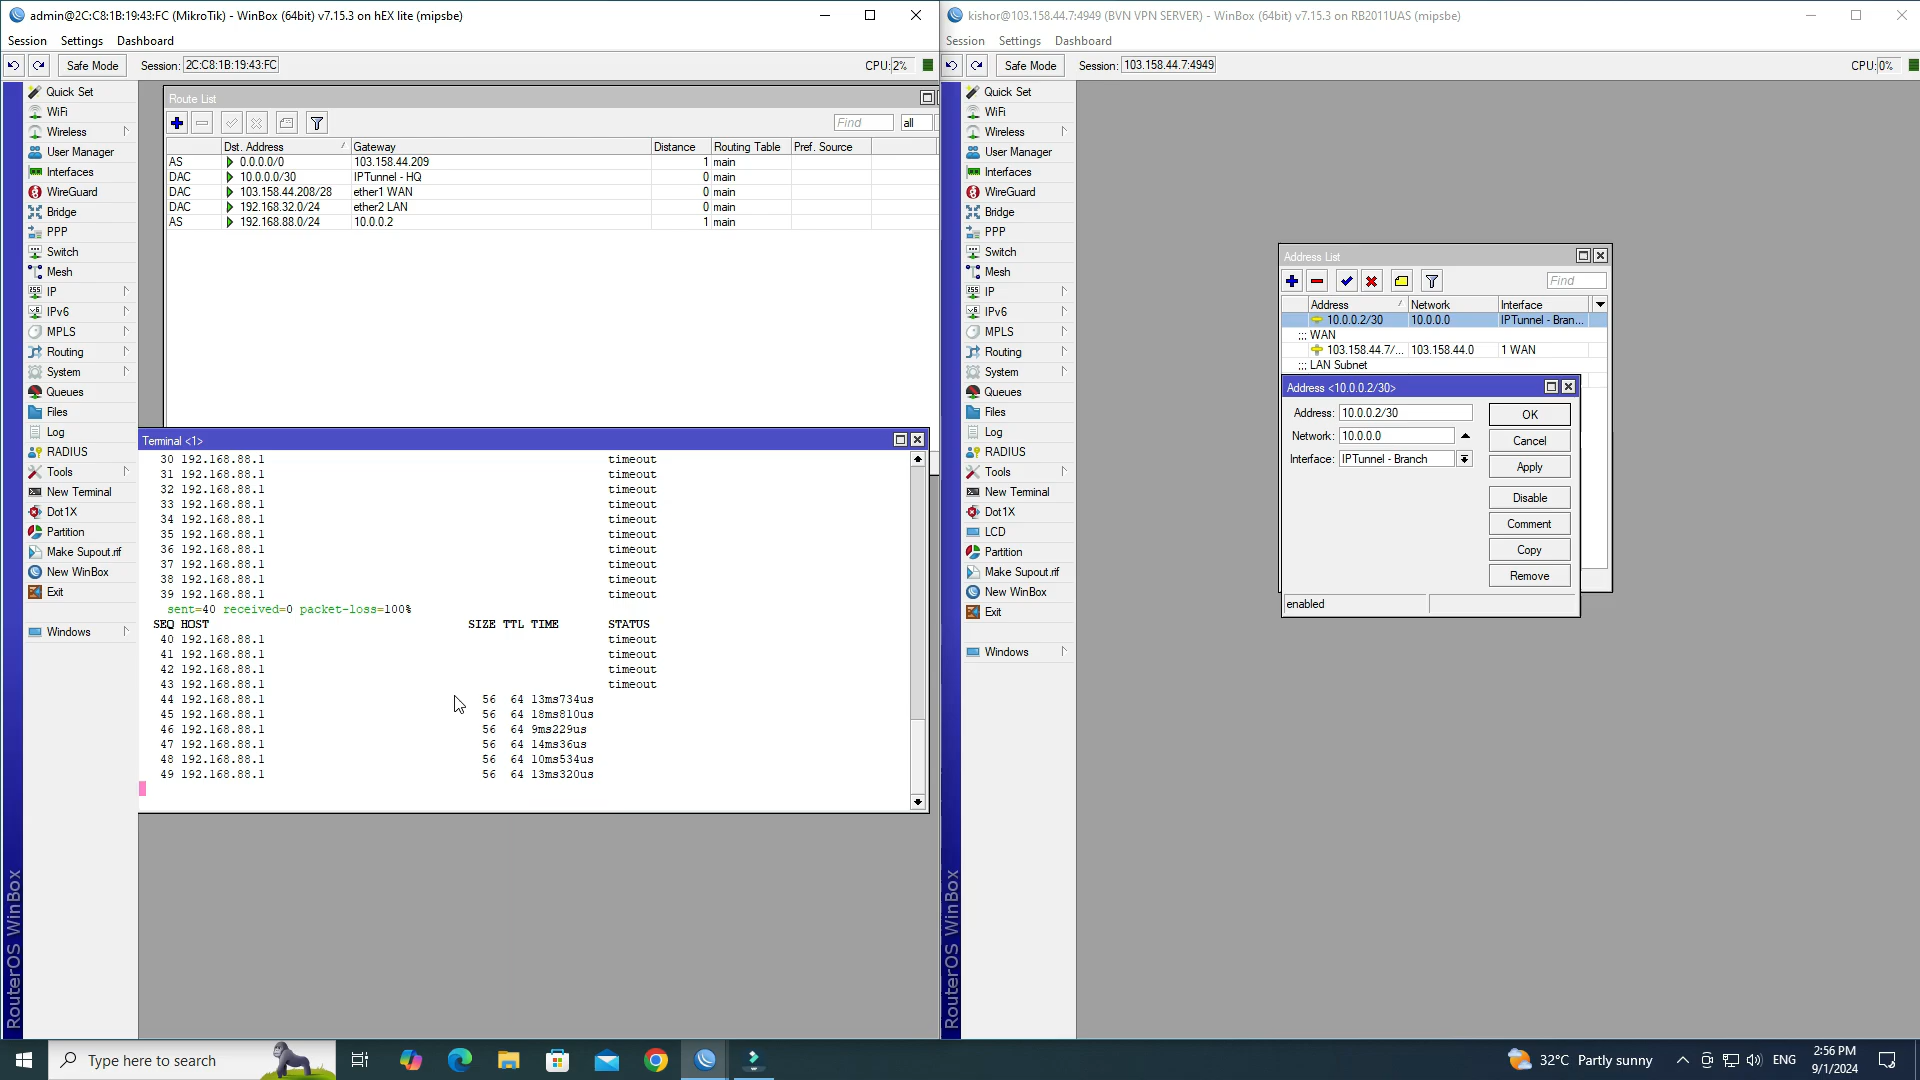 admin@2C:C8:1B:19:43:FC (MikroTik) - WinBox (64bit) v7.15.3 on hEX lite (mipsbe)
Session Settings Dashboard
Safe Mode Session: 2C:C8:1B:19:43:FC CPU: 2%
Quick Set
WiFi
Wireless
User Manager
Interfaces
WireGuard
Bridge
PPP
Switch
Mesh
IP
IPv6
MPLS
Routing
System
Queues
Files
Log
RADIUS
Tools
New Terminal
Dot1X
Partition
Make Supout.rif
New WinBox
Exit
Windows
RouterOS WinBox
Route List
Find all
Dst. Address Gateway Distance Routing Table Pref. Source
AS 0.0.0.0/0 103.158.44.209 1 main
DAC 10.0.0.0/30 IPTunnel - HQ 0 main
DAC 103.158.44.208/28 ether1 WAN 0 main
DAC 192.168.32.0/24 ether2 LAN 0 main
AS 192.168.88.0/24 10.0.0.2 1 main
Terminal <1>
30 192.168.88.1 timeout
31 192.168.88.1 timeout
32 192.168.88.1 timeout
33 192.168.88.1 timeout
34 192.168.88.1 timeout
35 192.168.88.1 timeout
36 192.168.88.1 timeout
37 192.168.88.1 timeout
38 192.168.88.1 timeout
39 192.168.88.1 timeout
sent=40 received=0 packet-loss=100%
SEQ HOST SIZE TTL TIME STATUS
40 192.168.88.1 timeout
41 192.168.88.1 timeout
42 192.168.88.1 timeout
43 192.168.88.1 timeout
44 192.168.88.1 56 64 13ms734us
45 192.168.88.1 56 64 18ms810us
46 192.168.88.1 56 64 9ms229us
47 192.168.88.1 56 64 14ms36us
48 192.168.88.1 56 64 10ms534us
49 192.168.88.1 56 64 13ms320us
kishor@103.158.44.7:4949 (BVN VPN SERVER) - WinBox (64bit) v7.15.3 on RB2011UAS (mipsbe)
Session Settings Dashboard
Safe Mode Session: 103.158.44.7:4949 CPU: 0%
Quick Set
WiFi
Wireless
User Manager
Interfaces
WireGuard
Bridge
PPP
Switch
Mesh
IP
IPv6
MPLS
Routing
System
Queues
Files
Log
RADIUS
Tools
New Terminal
Dot1X
LCD
Partition
Make Supout.rif
New WinBox
Exit
Windows
RouterOS WinBox
Address List
Find
Address Network Interface
10.0.0.2/30 10.0.0.0 IPTunnel - Bran...
;;; WAN
103.158.44.7/... 103.158.44.0 1 WAN
;;; LAN Subnet
Address <10.0.0.2/30>
Address: 10.0.0.2/30 OK
Network: 10.0.0.0 Cancel
Interface: IPTunnel - Branch Apply
Disable
Comment
Copy
Remove
enabled
Type here to search
32°C Partly sunny ENG 2:56 PM
9/1/2024